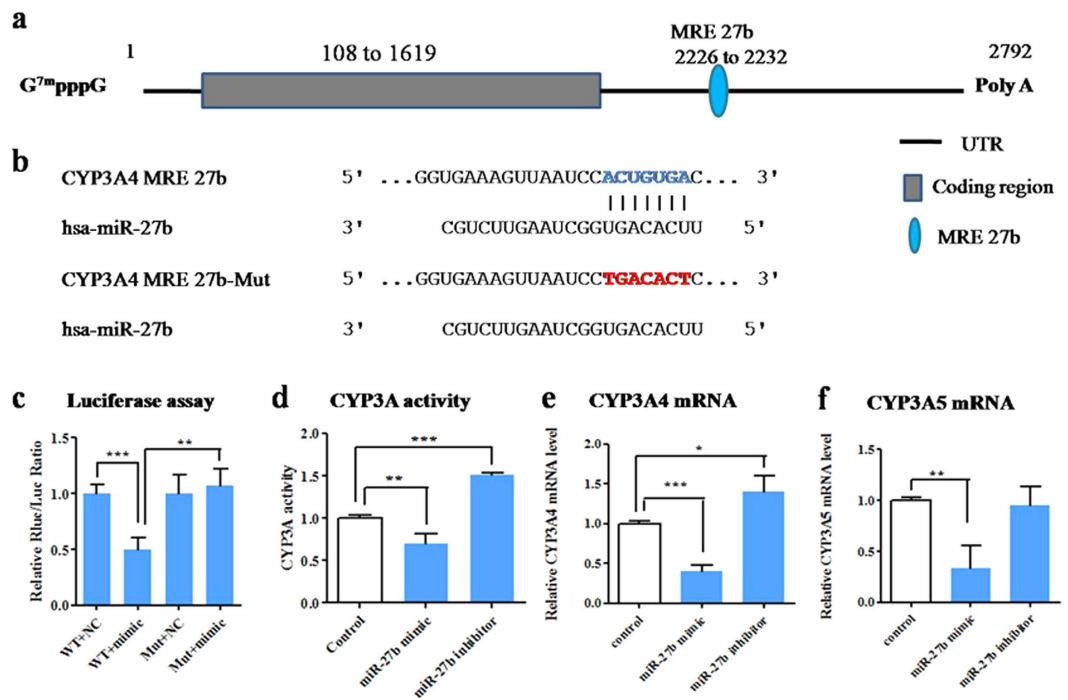 a
MRE 27b
1 108 to 1619 2226 to 2232 2792
G7mpppG Poly A
UTR
Coding region
MRE 27b
b
CYP3A4 MRE 27b 5' ...GGUGAAAGUUAAUCCACUGUGAC... 3'
hsa-miR-27b 3' CGUCUUGAAUCGGUGACACUU 5'
CYP3A4 MRE 27b-Mut 5' ...GGUGAAAGUUAAUCCTGACACTC... 3'
hsa-miR-27b 3' CGUCUUGAAUCGGUGACACUU 5'
c Luciferase assay
Relative Rluc/Luc Ratio
1.5
1.0
0.5
0.0
***
**
WT+NC
WT+mimic
Mut+NC
Mut+mimic
d CYP3A activity
CYP3A activity
2.0
1.5
1.0
0.5
0.0
***
**
Control
miR-27b mimic
miR-27b inhibitor
e CYP3A4 mRNA
Relative CYP3A4 mRNA level
2.0
1.5
1.0
0.5
0.0
*
***
control
miR-27b mimic
miR-27b inhibitor
f CYP3A5 mRNA
Relative CYP3A5 mRNA level
1.5
1.0
0.5
0.0
**
control
miR-27b mimic
miR-27b inhibitor